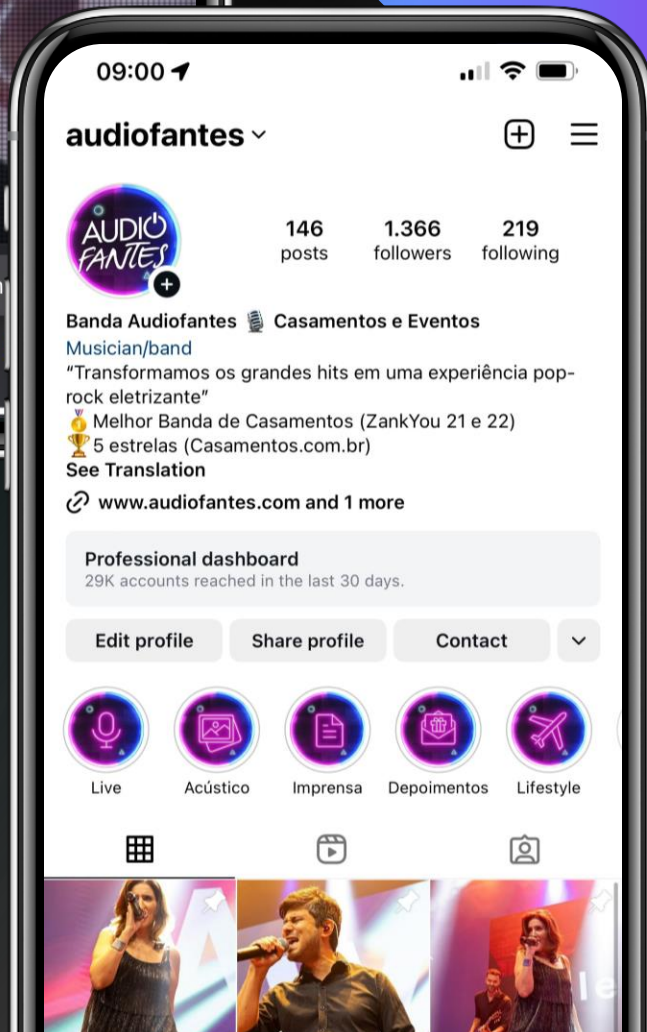 09:00
audiofantes
AUDIO
FANTES
146
posts
1.366
followers
219
following
Banda Audiofantes 🎙️ Casamentos e Eventos
Musician/band
“Transformamos os grandes hits em uma experiência pop-
rock eletrizante”
🥇Melhor Banda de Casamentos (ZankYou 21 e 22)
🏆5 estrelas (Casamentos.com.br)
See Translation
www.audiofantes.com and 1 more
Professional dashboard
29K accounts reached in the last 30 days.
Edit profile
Share profile
Contact
Live
Acústico
Imprensa
Depoimentos
Lifestyle